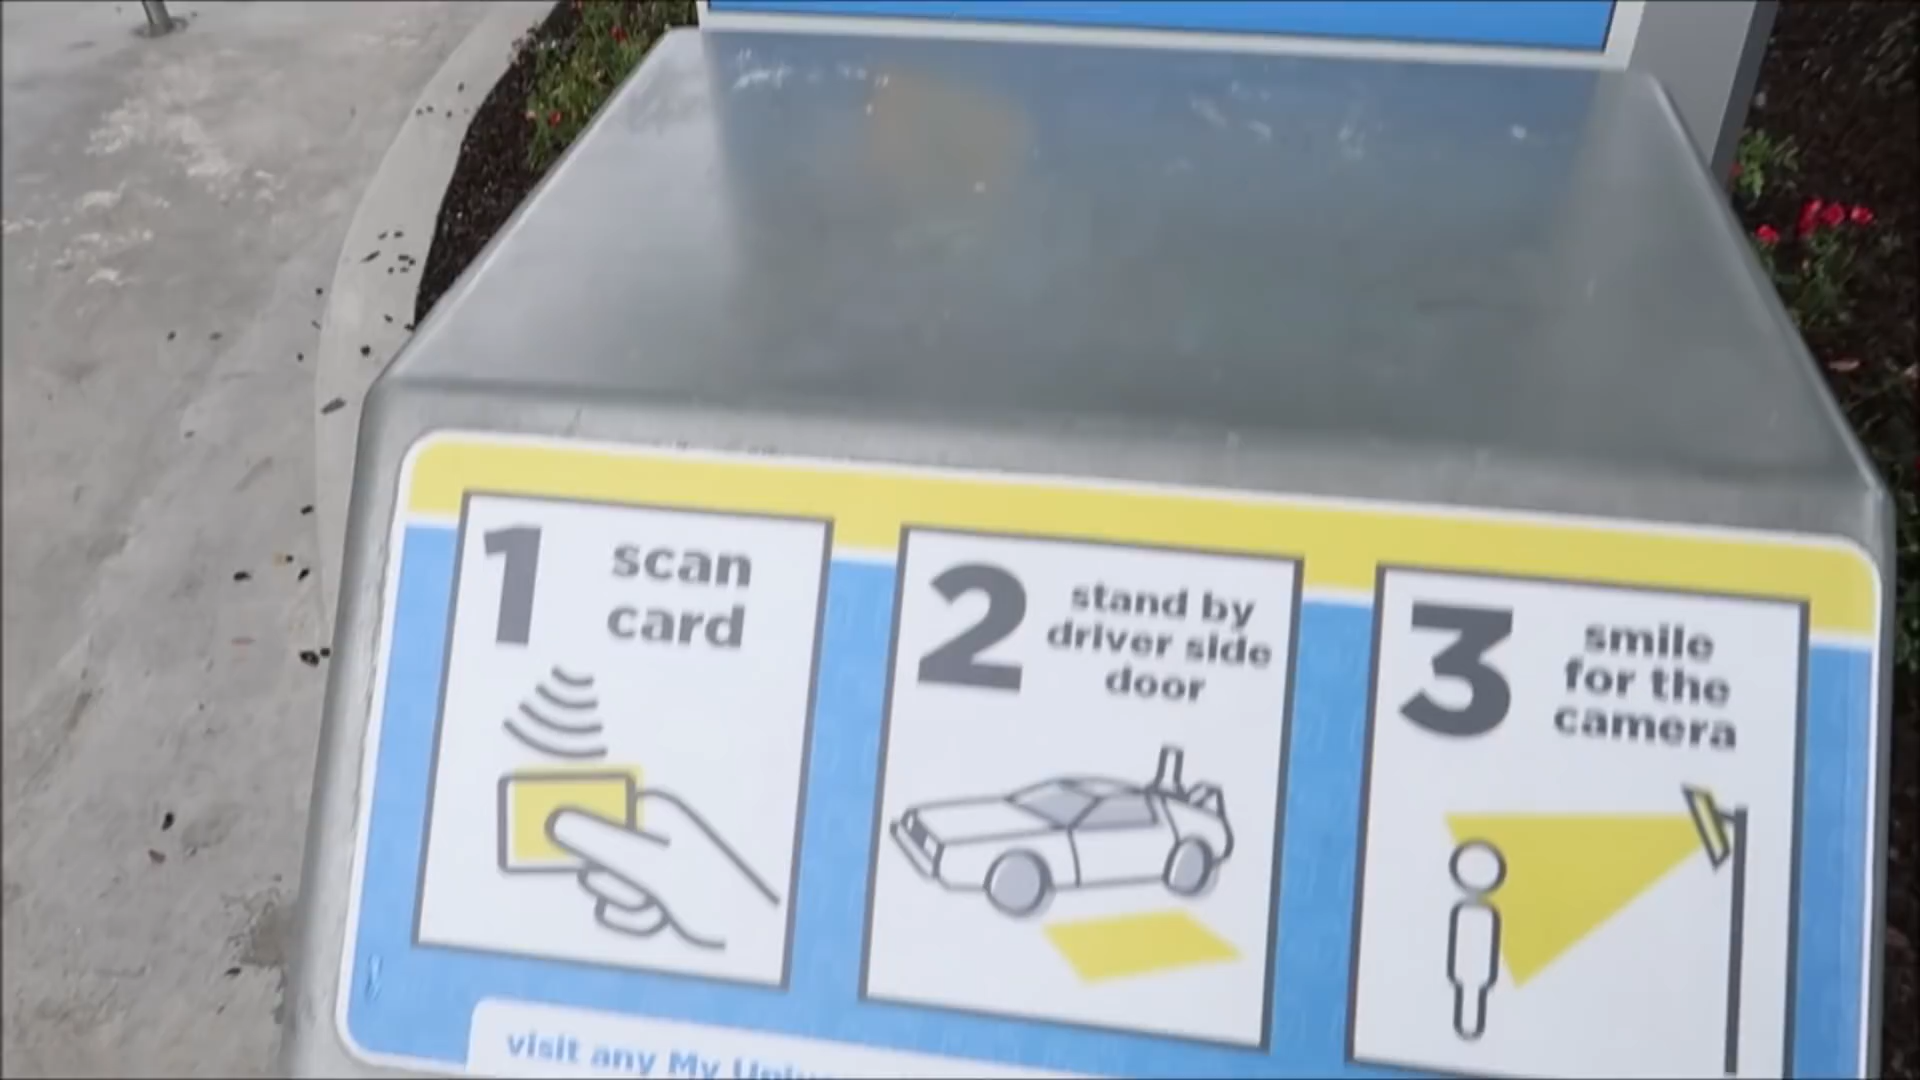 1
scan
card
2
stand by
driver side
door
3
smile
for the
camera
visit any My